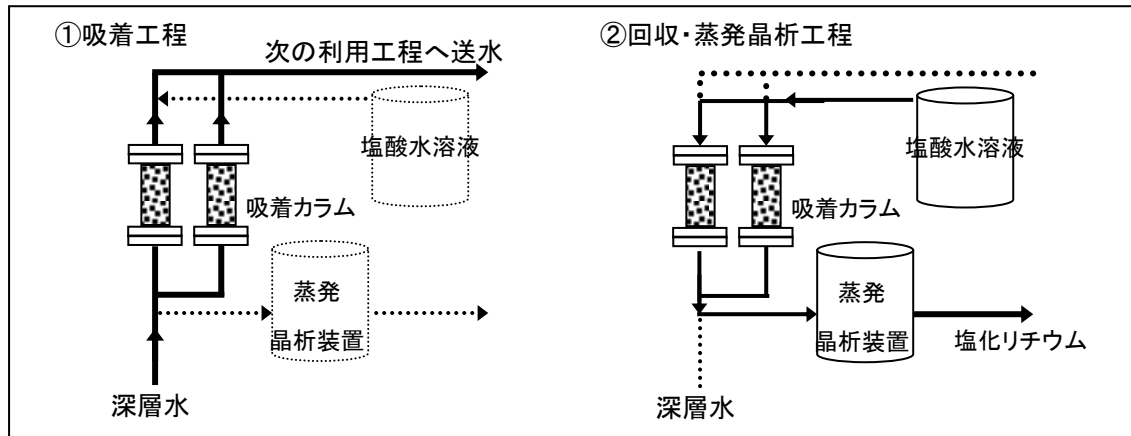 ①吸着工程
次の利用工程へ送水
塩酸水溶液
吸着カラム
蒸発
晶析装置
深層水
②回収・蒸発晶析工程
塩酸水溶液
吸着カラム
蒸発
晶析装置
塩化リチウム
深層水